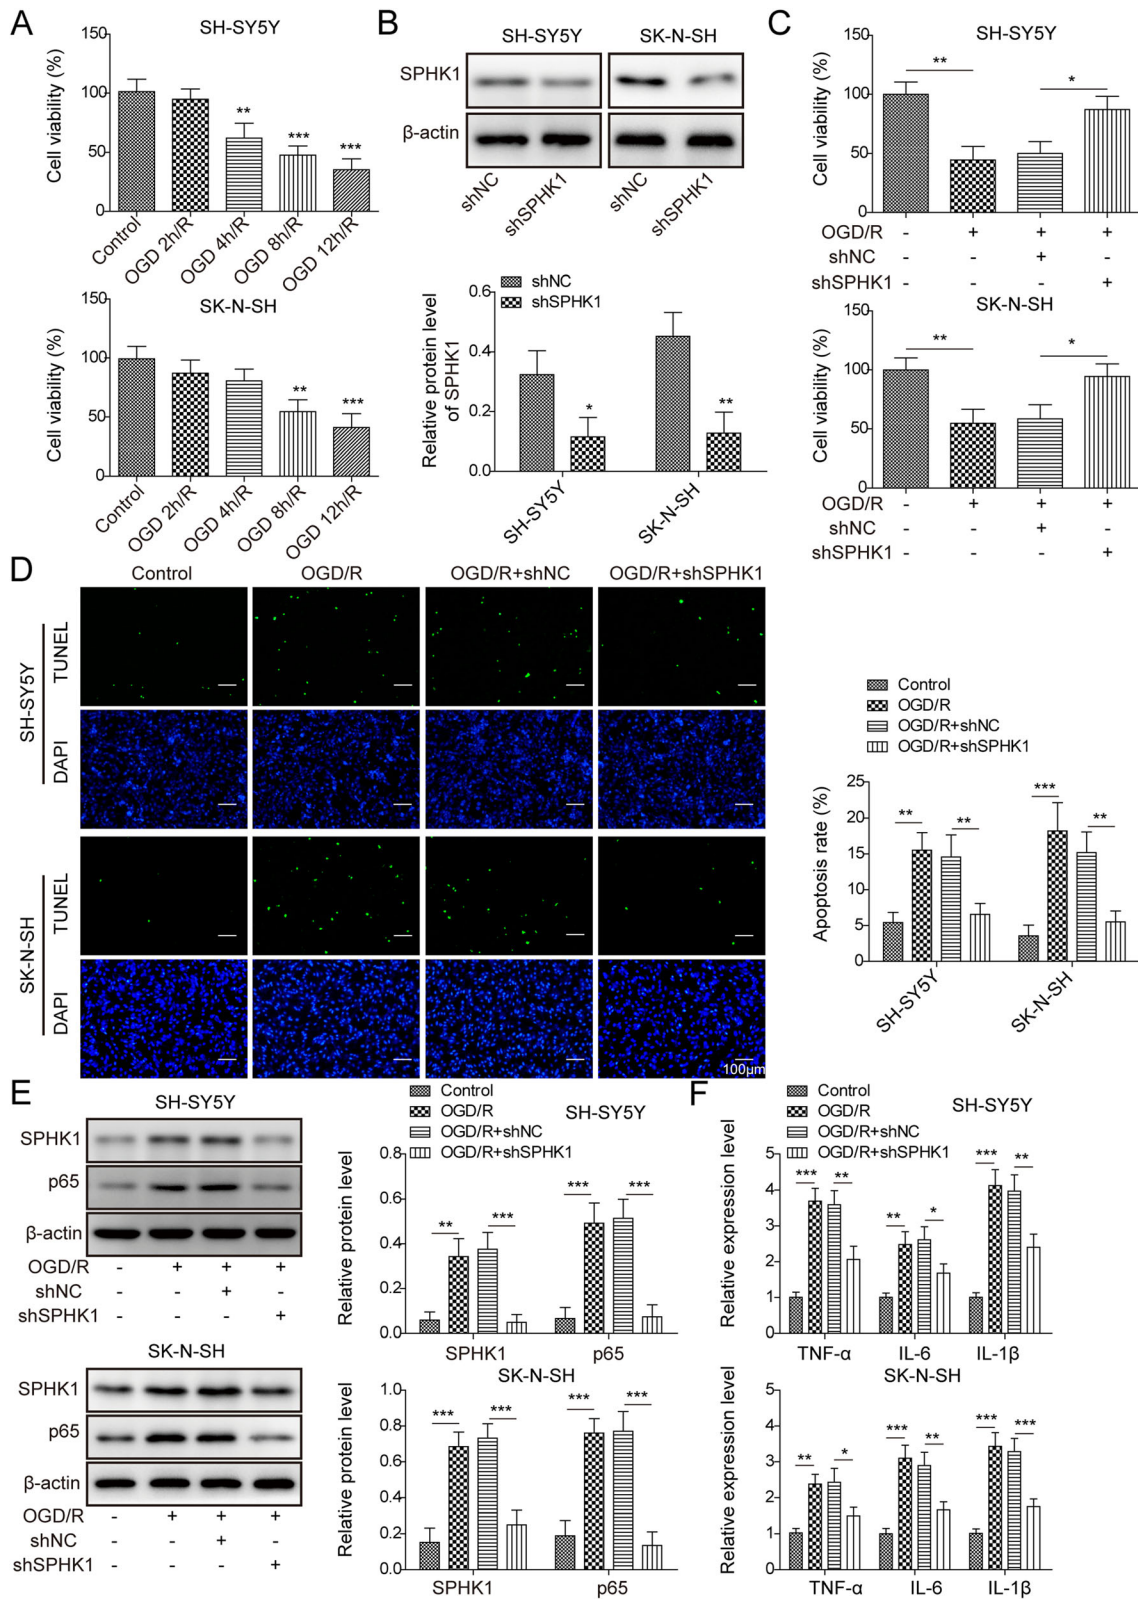 A
SH-SY5Y
Cell viability (%)
150
100
50
0
** *** ***
Control
OGD 2h/R
OGD 4h/R
OGD 8h/R
OGD 12h/R
SK-N-SH
Cell viability (%)
150
100
50
0
** ***
Control
OGD 2h/R
OGD 4h/R
OGD 8h/R
OGD 12h/R
B
SH-SY5Y SK-N-SH
SPHK1
β-actin
shNC shSPHK1 shNC shSPHK1
shNC
shSPHK1
Relative protein level
of SPHK1
0.6
0.4
0.2
0.0
* **
SH-SY5Y
SK-N-SH
C
SH-SY5Y
Cell viability (%)
150
100
50
0
** *
OGD/R - + + +
shNC - - + -
shSPHK1 - - - +
SK-N-SH
Cell viability (%)
150
100
50
0
** *
OGD/R - + + +
shNC - - + -
shSPHK1 - - - +
D
Control OGD/R OGD/R+shNC OGD/R+shSPHK1
SH-SY5Y
TUNEL
DAPI
SK-N-SH
TUNEL
DAPI
100μm
Control
OGD/R
OGD/R+shNC
OGD/R+shSPHK1
Apoptosis rate (%)
25
20
15
10
5
0
** ** *** **
SH-SY5Y
SK-N-SH
E
SH-SY5Y
SPHK1
p65
β-actin
OGD/R - + + +
shNC - - + -
shSPHK1 - - - +
SK-N-SH
SPHK1
p65
β-actin
OGD/R - + + +
shNC - - + -
shSPHK1 - - - +
Control
OGD/R
OGD/R+shNC
OGD/R+shSPHK1
SH-SY5Y
Relative protein level
0.8
0.6
0.4
0.2
0.0
** *** *** ***
SPHK1 p65
SK-N-SH
Relative protein level
1.0
0.8
0.6
0.4
0.2
0.0
*** *** *** ***
SPHK1 p65
F
Control
OGD/R
OGD/R+shNC
OGD/R+shSPHK1
SH-SY5Y
Relative expression level
5
4
3
2
1
0
*** ** ** * *** **
TNF-α IL-6 IL-1β
SK-N-SH
Relative expression level
5
4
3
2
1
0
** * *** ** *** ***
TNF-α IL-6 IL-1β